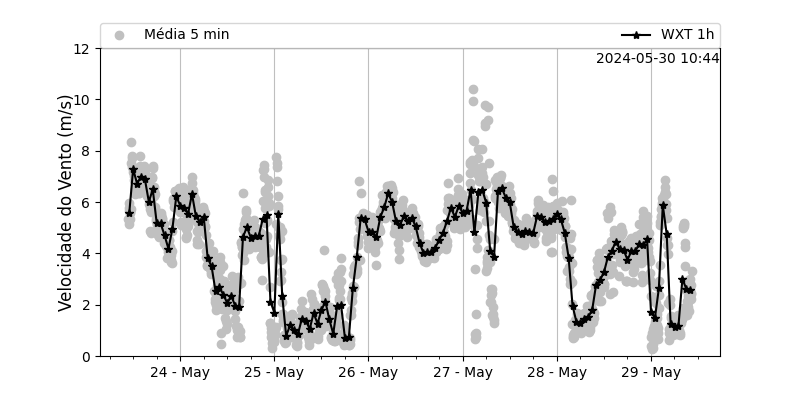 Média 5 min
WXT 1h
2024-05-30 10:44
Velocidade do Vento (m/s)
12
10
8
6
4
2
0
24 - May
25 - May
26 - May
27 - May
28 - May
29 - May